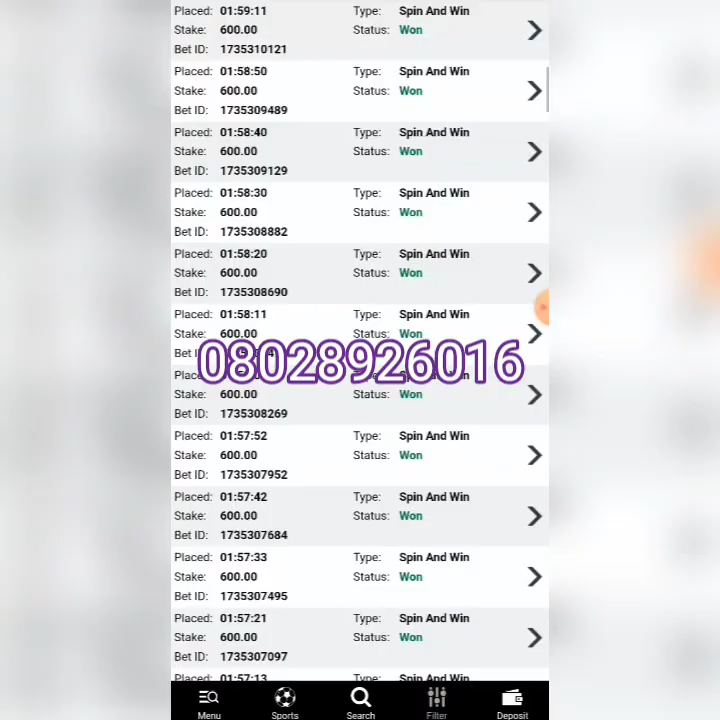 Placed: 01:59:11 Type: Spin And Win
Stake: 600.00 Status: Won
Bet ID: 1735310121
Placed: 01:58:50 Type: Spin And Win
Stake: 600.00 Status: Won
Bet ID: 1735309489
Placed: 01:58:40 Type: Spin And Win
Stake: 600.00 Status: Won
Bet ID: 1735309129
Placed: 01:58:30 Type: Spin And Win
Stake: 600.00 Status: Won
Bet ID: 1735308882
Placed: 01:58:20 Type: Spin And Win
Stake: 600.00 Status: Won
Bet ID: 1735308690
Placed: 01:58:11 Type: Spin And Win
Stake: 600.00 Status: Won
Bet
08028926016
Stake: 600.00 Status: Won
Bet ID: 1735308269
Placed: 01:57:52 Type: Spin And Win
Stake: 600.00 Status: Won
Bet ID: 1735307952
Placed: 01:57:42 Type: Spin And Win
Stake: 600.00 Status: Won
Bet ID: 1735307684
Placed: 01:57:33 Type: Spin And Win
Stake: 600.00 Status: Won
Bet ID: 1735307495
Placed: 01:57:21 Type: Spin And Win
Stake: 600.00 Status: Won
Bet ID: 1735307097
Placed: 01:57:13 Type: Spin And Win
Menu Sports Search Filter Deposit